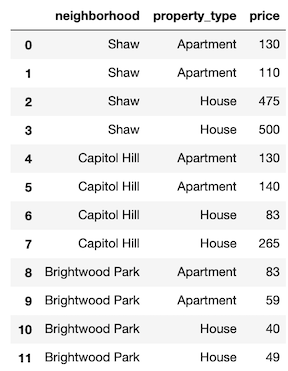 neighborhood property_type price
0 Shaw Apartment 130
1 Shaw Apartment 110
2 Shaw House 475
3 Shaw House 500
4 Capitol Hill Apartment 130
5 Capitol Hill Apartment 140
6 Capitol Hill House 83
7 Capitol Hill House 265
8 Brightwood Park Apartment 83
9 Brightwood Park Apartment 59
10 Brightwood Park House 40
11 Brightwood Park House 49